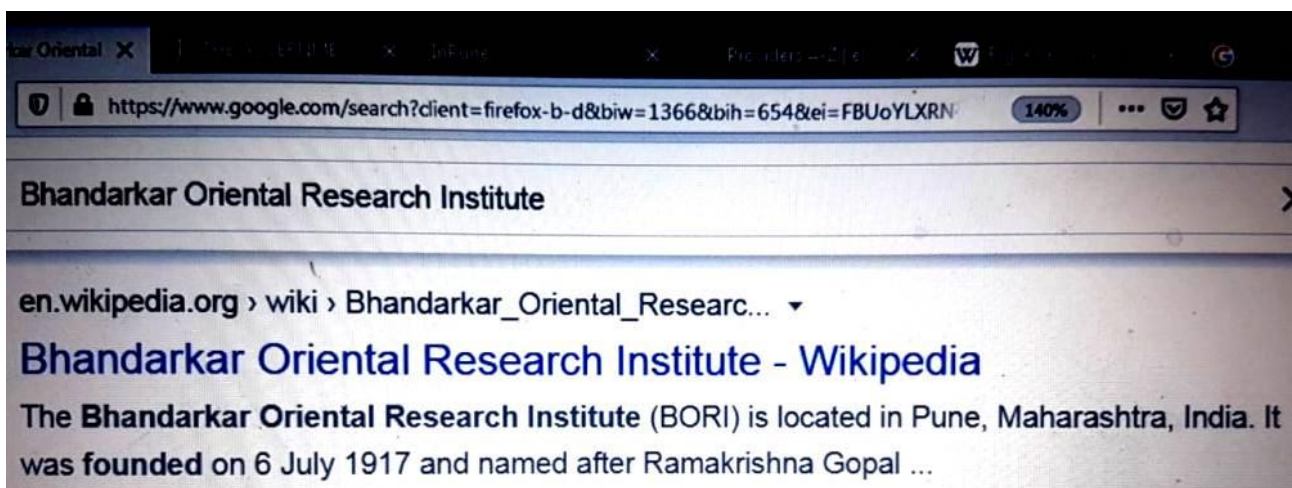 kar Oriental
W
G
https://www.google.com/search?client=firefox-b-d&biw=1366&bih=654&ei=FBUoYLXRN 140%
Bhandarkar Oriental Research Institute
en.wikipedia.org › wiki › Bhandarkar_Oriental_Researc...
Bhandarkar Oriental Research Institute - Wikipedia
The Bhandarkar Oriental Research Institute (BORI) is located in Pune, Maharashtra, India. It
was founded on 6 July 1917 and named after Ramakrishna Gopal ...